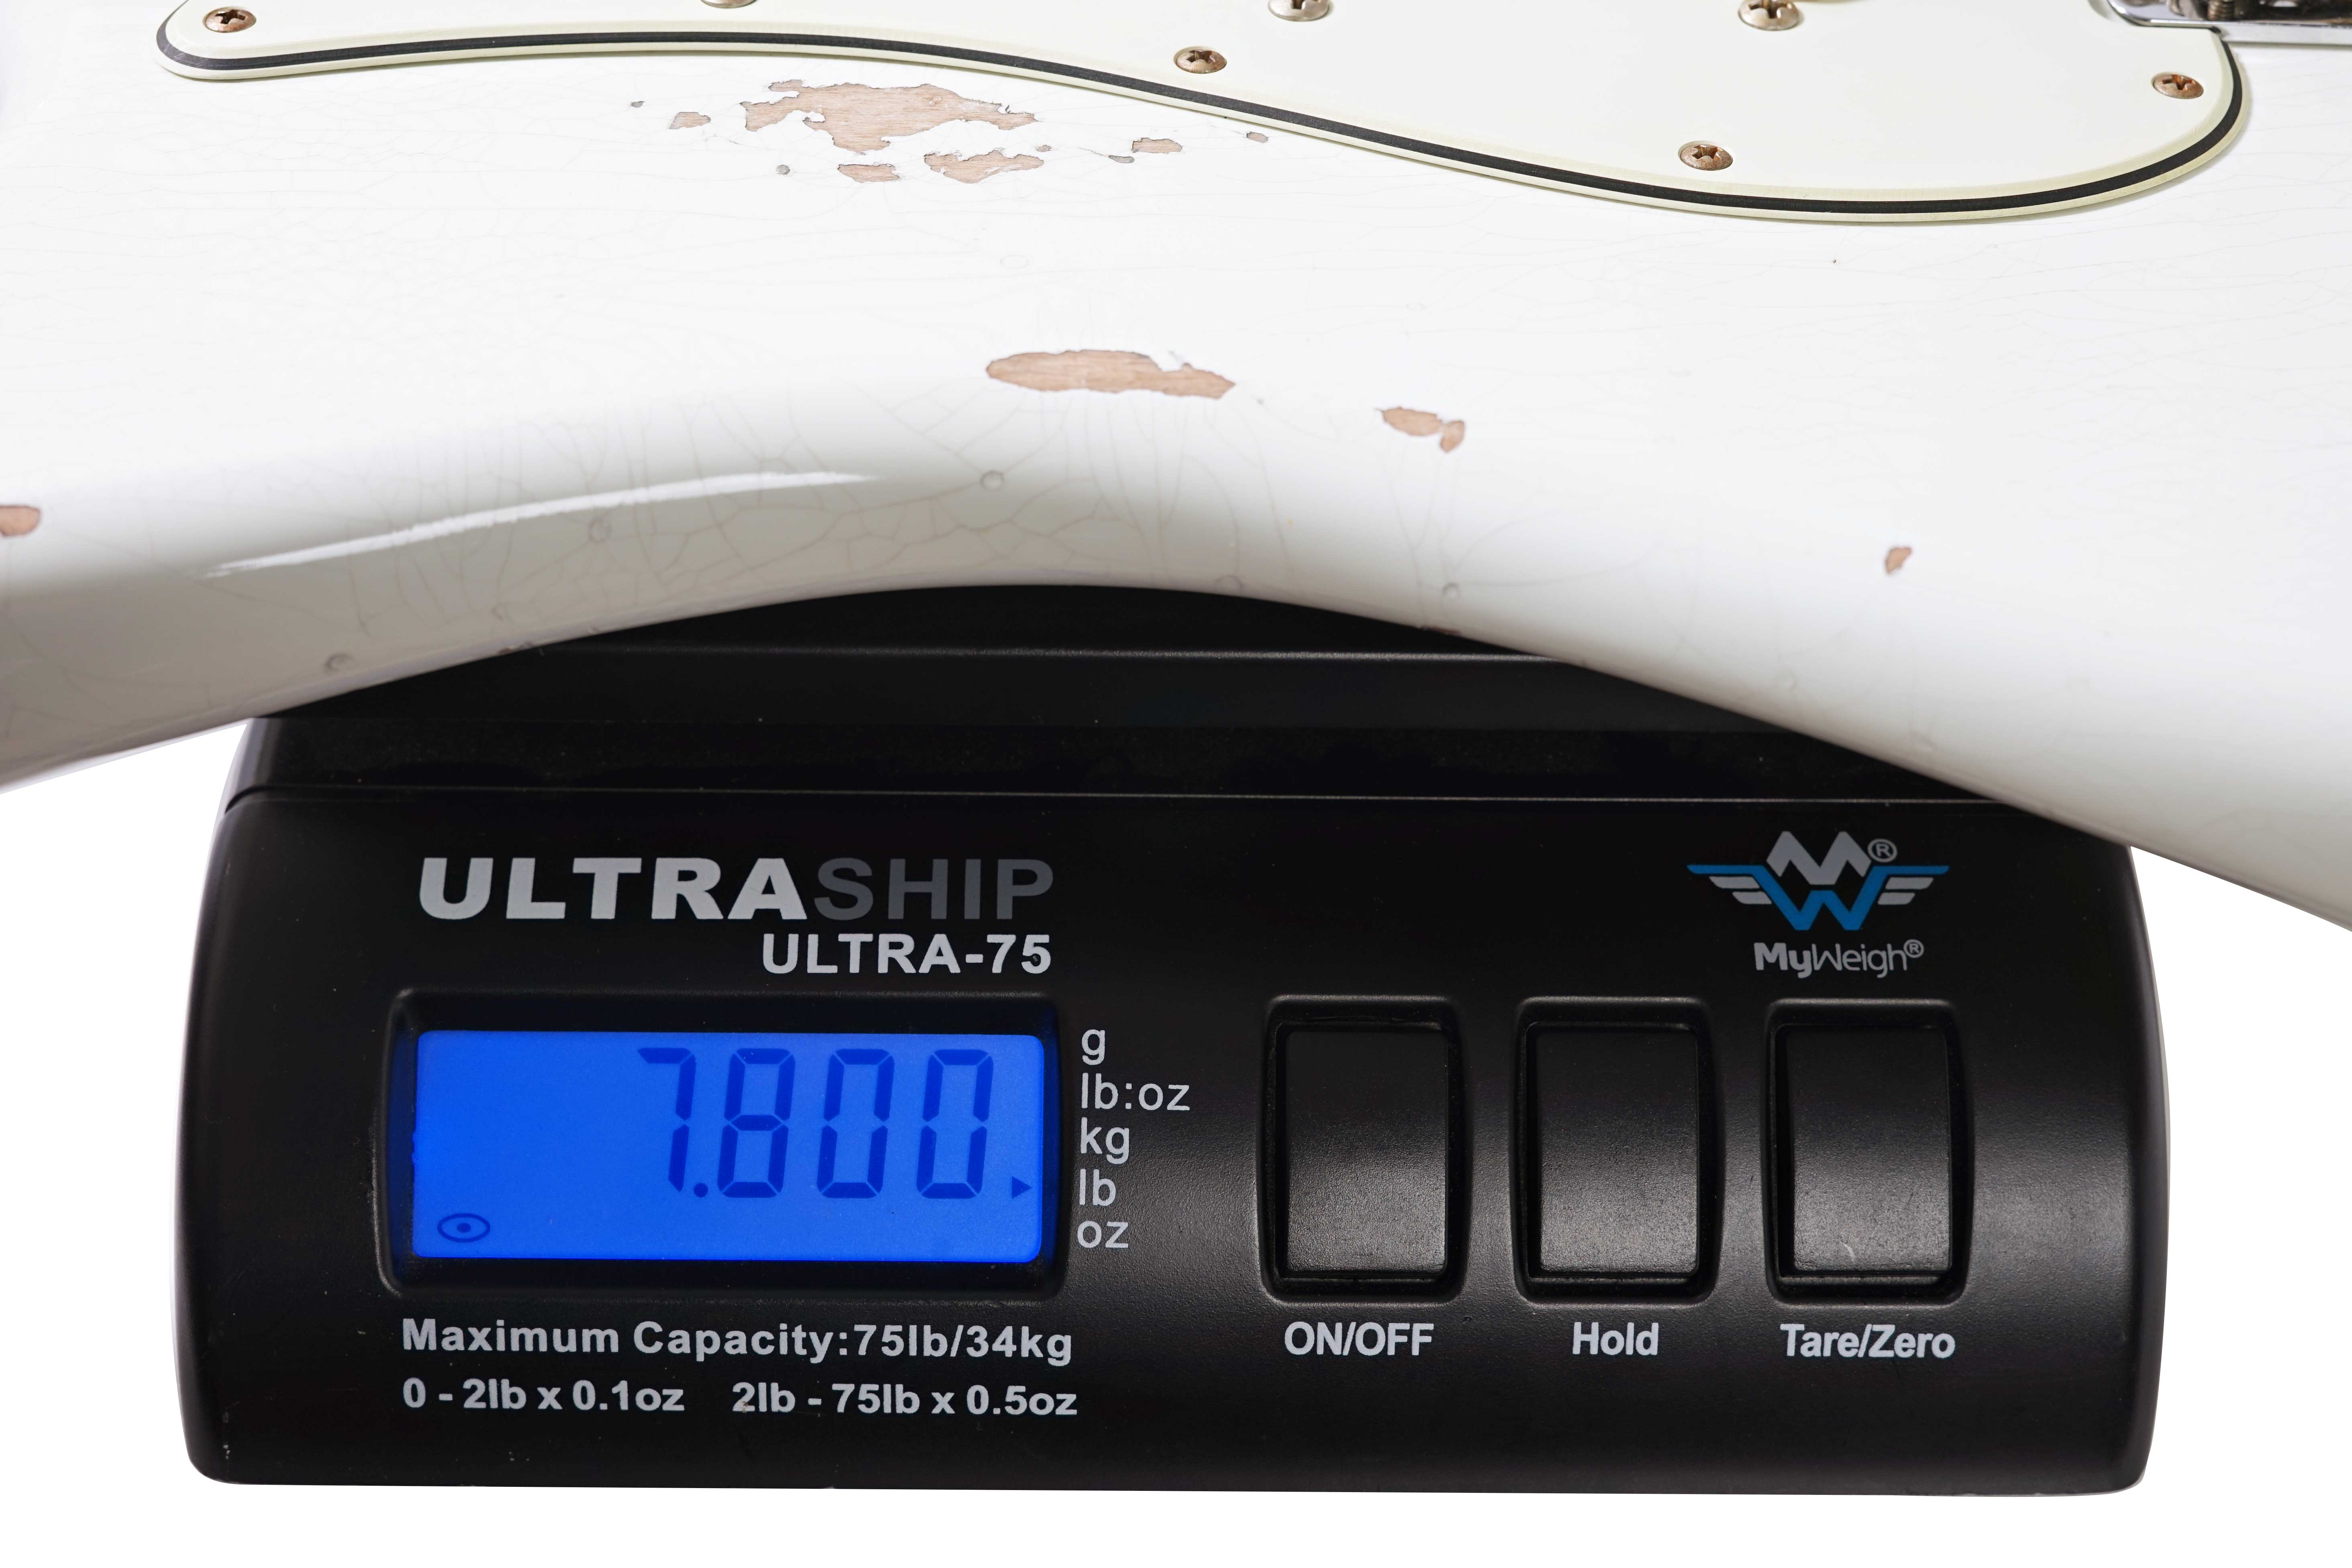 ULTRASHIP
ULTRA-75
MW®
MyWeigh®
7.800
g
lb:oz
kg
lb
oz
ON/OFF
Hold
Tare/Zero
Maximum Capacity:75lb/34kg
0 - 2lb x 0.1oz 2lb - 75lb x 0.5oz